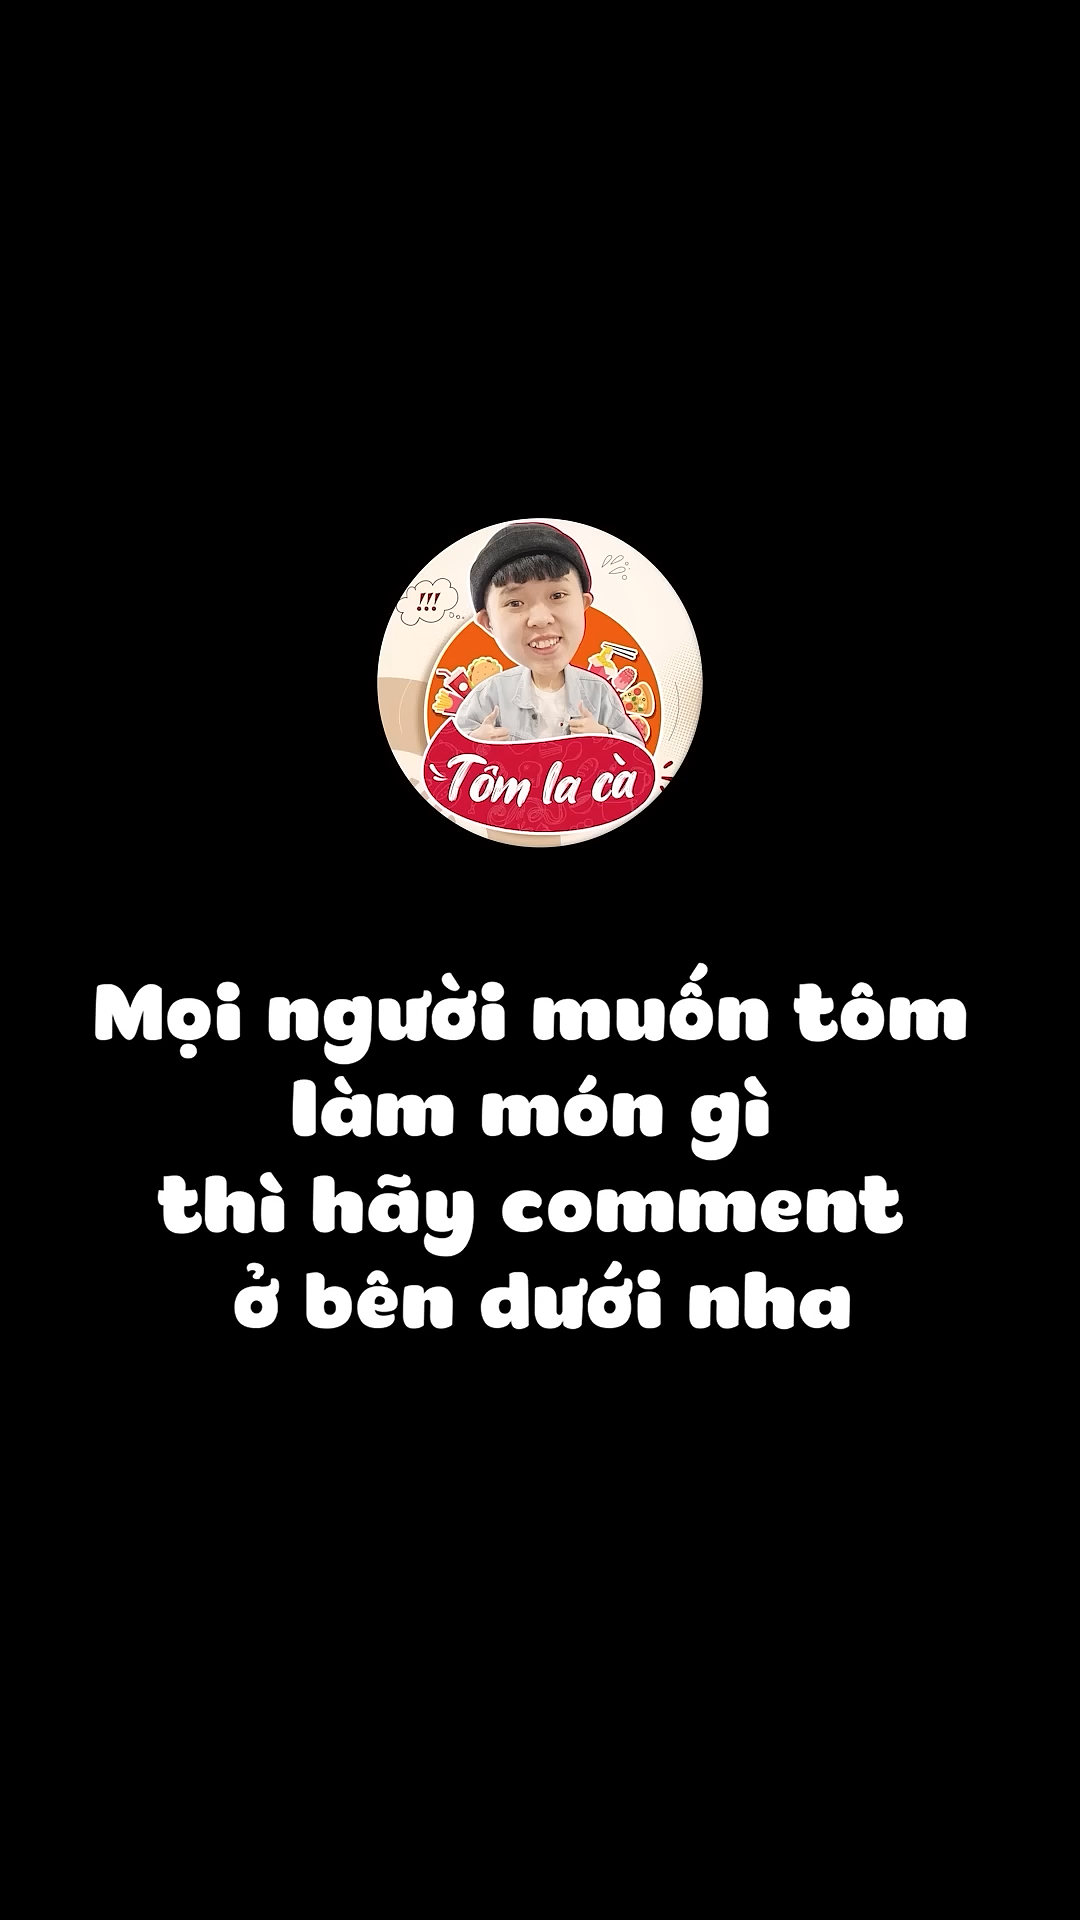 !!!
Tôm la cà
Mọi người muốn tôm
làm món gì
thì hãy comment
ở bên dưới nha